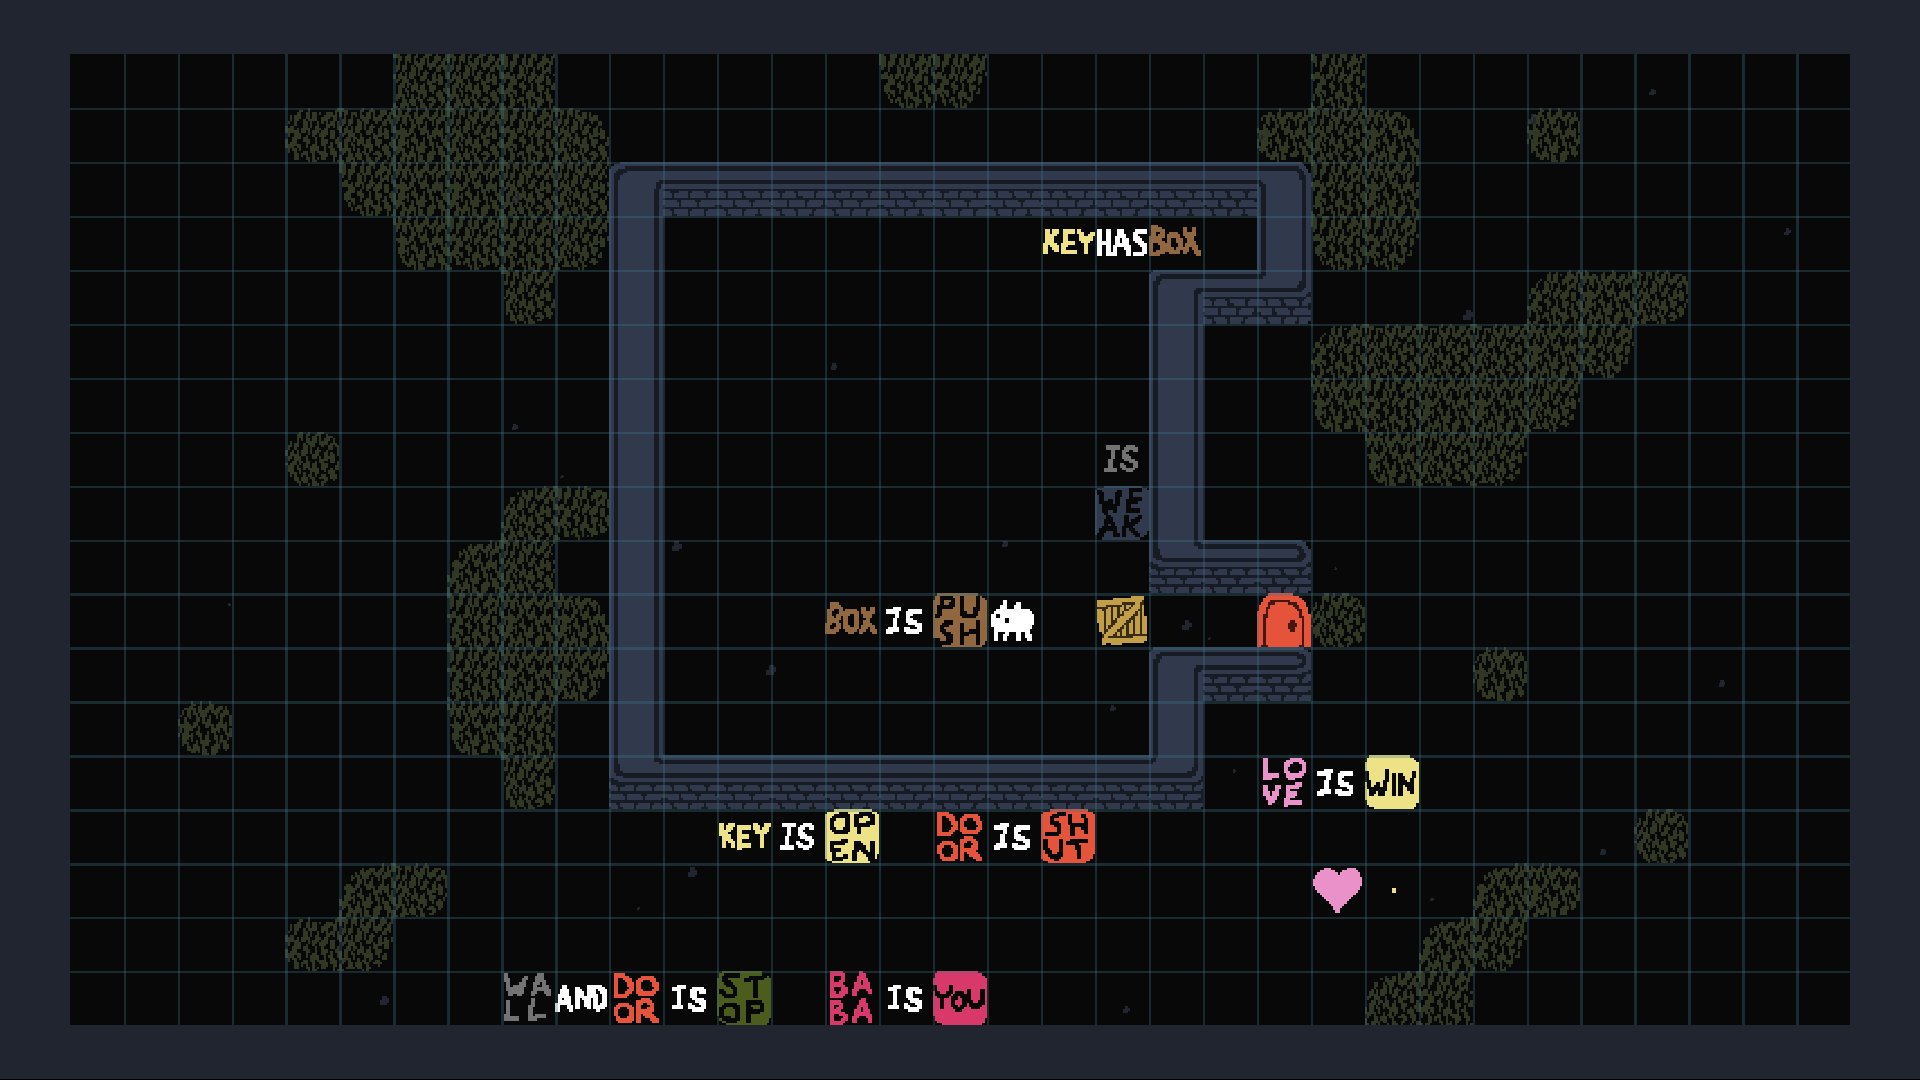 KEY HAS BOX
IS
WEAK
BOX IS PUSH
LOVE IS WIN
KEY IS OPEN DOOR IS SHUT
WALL AND DOOR IS STOP BABA IS YOU